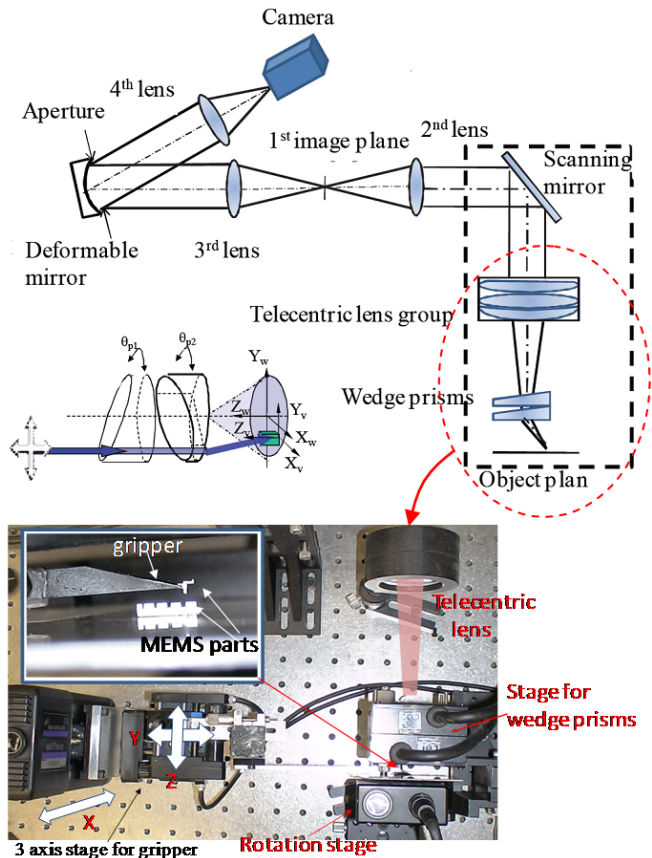 Camera
4th lens
Aperture
1st image plane
2nd lens
Scanning
mirror
Deformable
mirror
3rd lens
Telecentric lens group
θp1
θp2
Yw
Wedge prisms
Zw
Yv
Zv
Xw
Xv
Object plan
gripper
MEMS parts
Telecentric
lens
Stage for
wedge prisms
Y
Z
X
3 axis stage for gripper
Rotation stage